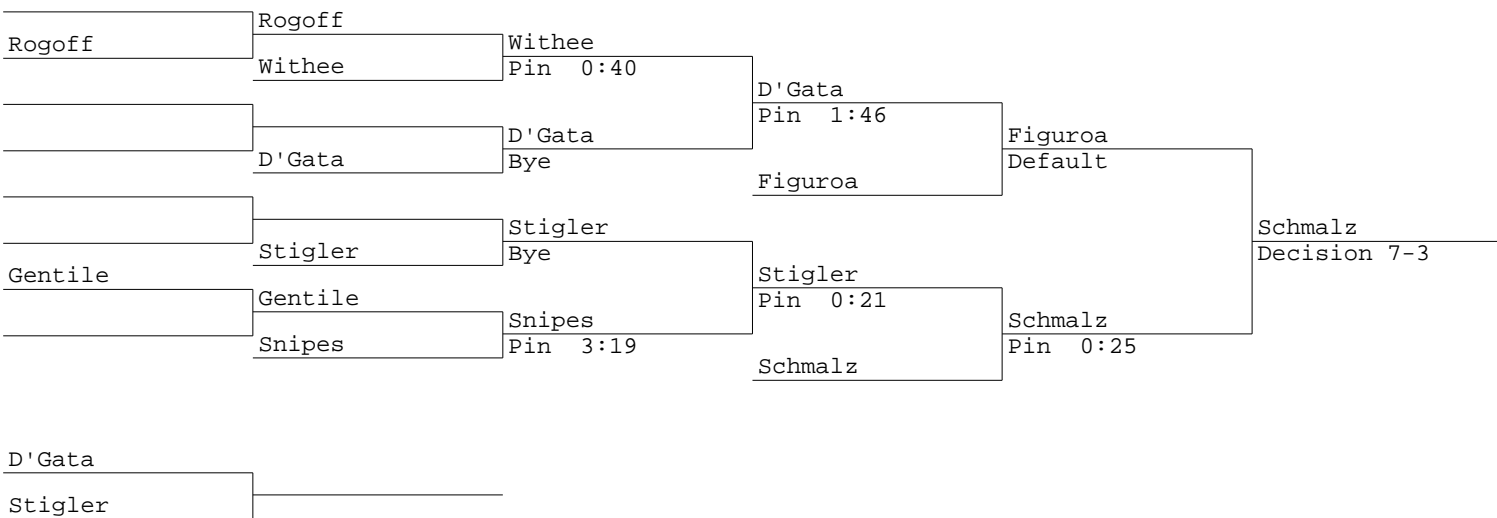 Rogoff
Rogoff
Withee
Withee
Pin 0:40
D'Gata
Pin 1:46
D'Gata
D'Gata
Bye
Figuroa
Default
Figuroa
Stigler
Stigler
Bye
Schmalz
Decision 7-3
Gentile
Stigler
Pin 0:21
Gentile
Snipes
Snipes
Pin 3:19
Schmalz
Pin 0:25
Schmalz
D'Gata
Stigler